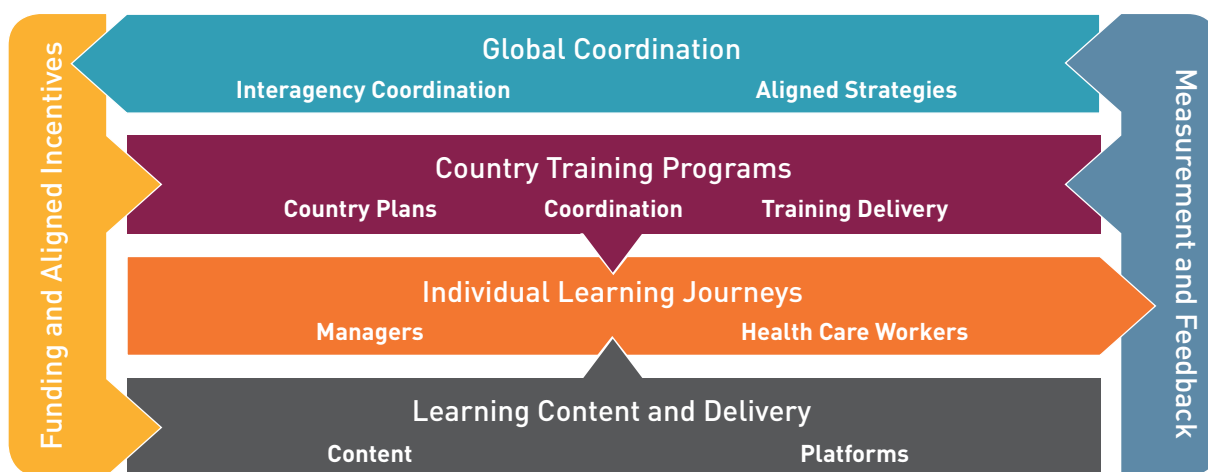 Funding and Aligned Incentives
Global Coordination
Interagency Coordination Aligned Strategies
Country Training Programs
Country Plans Coordination Training Delivery
Individual Learning Journeys
Managers Health Care Workers
Learning Content and Delivery
Content Platforms
Measurement and Feedback